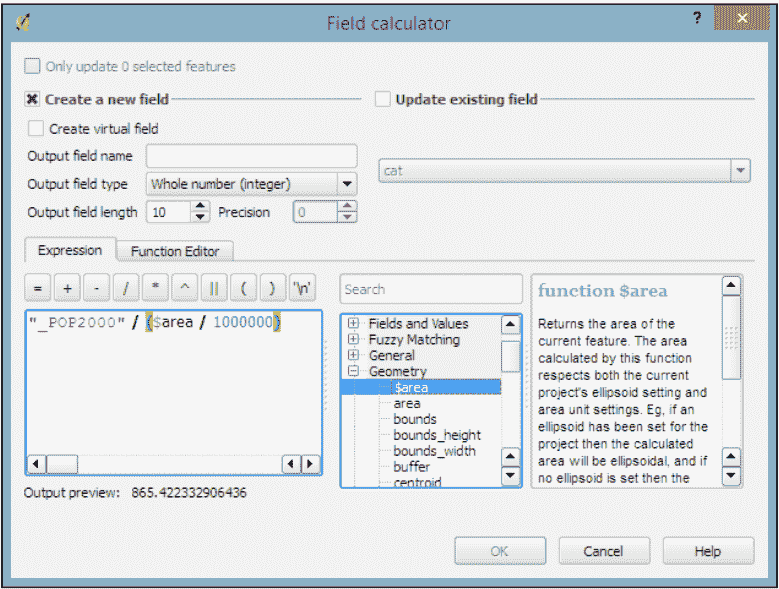 Field calculator
?
Only update 0 selected features
Create a new field
Update existing field
Create virtual field
Output field name
cat
Output field type Whole number (integer)
Output field length 10 Precision 0
Expression Function Editor
= + - / * ^ || ( ) '\n'
"_POP2000" / ($area / 1000000)
Output preview: 865.422332906436
Search
Fields and Values
Fuzzy Matching
General
Geometry
$area
area
bounds
bounds_height
bounds_width
buffer
centroid
function $area
Returns the area of the
current feature. The area
calculated by this function
respects both the current
project's ellipsoid setting and
area unit settings. Eg, if an
ellipsoid has been set for the
project then the calculated
area will be ellipsoidal, and if
no ellipsoid is set then the
OK Cancel Help